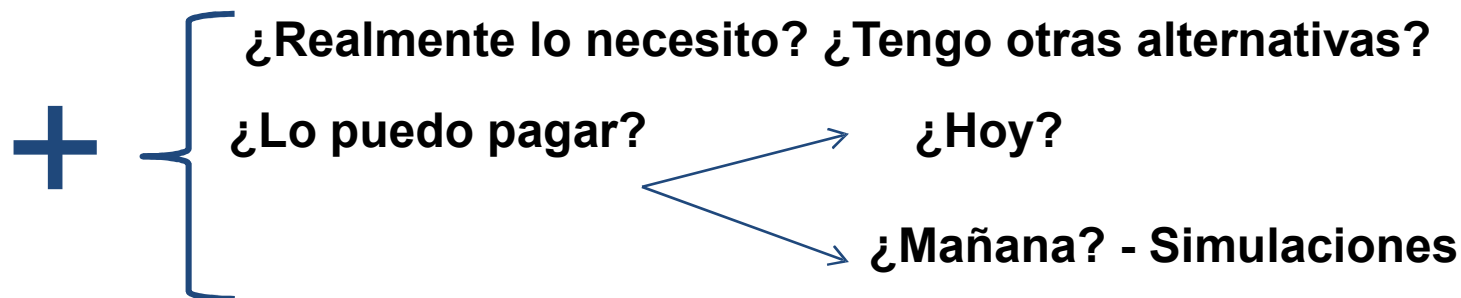 ¿Realmente lo necesito? ¿Tengo otras alternativas?
¿Lo puedo pagar? ¿Hoy?
¿Mañana? - Simulaciones